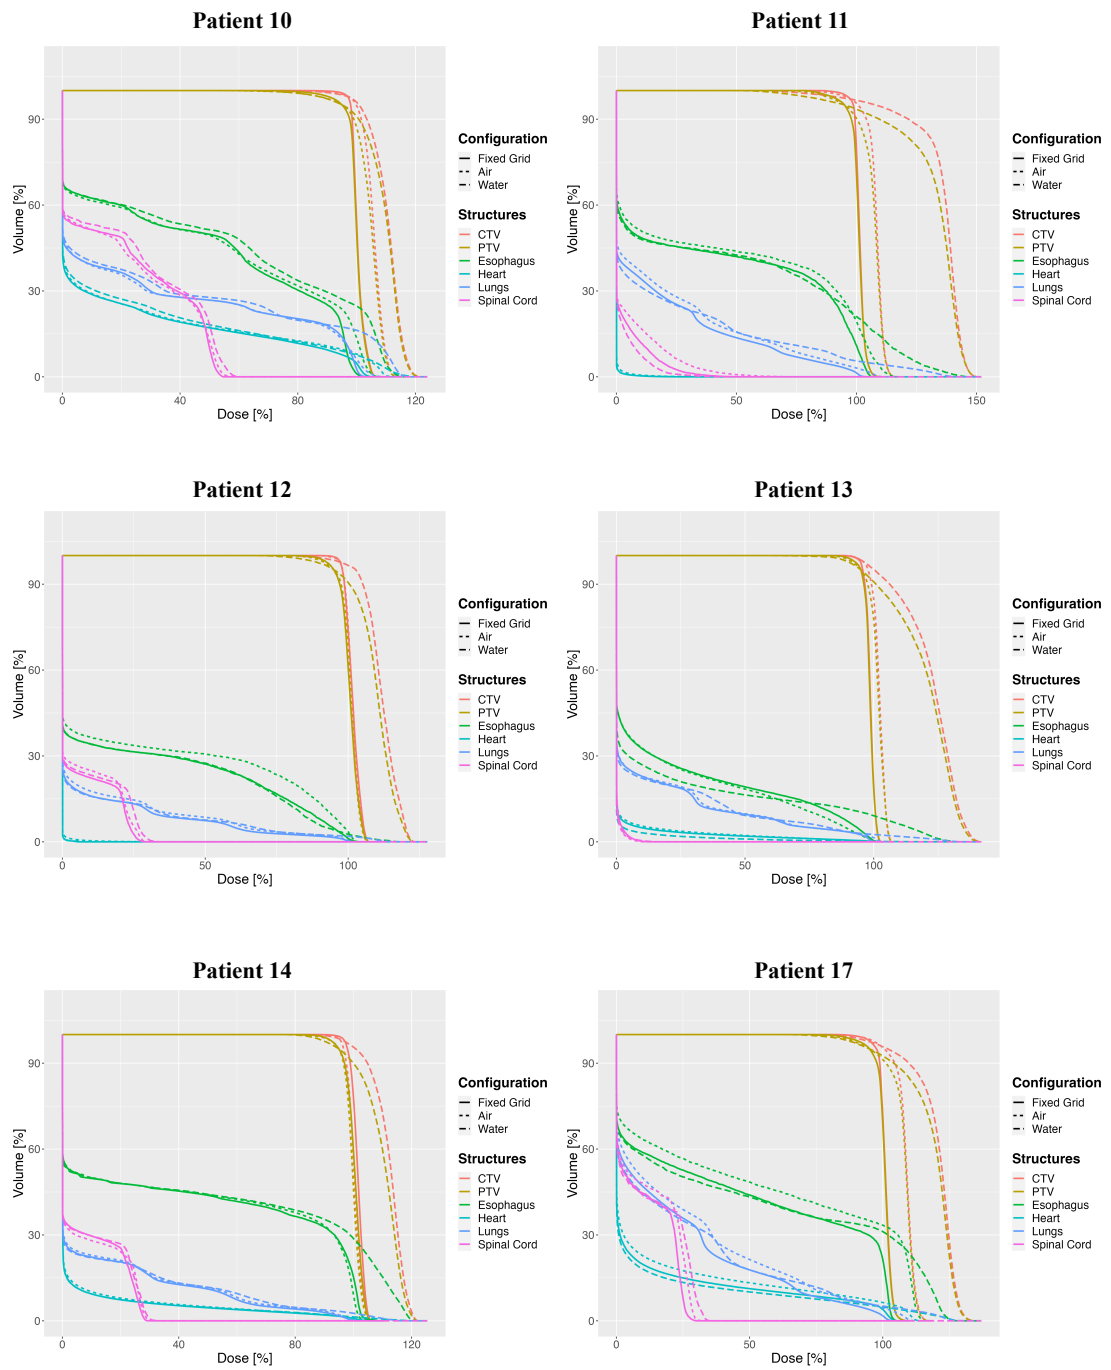 Patient 10
Patient 11
Volume [%]
90
60
30
0
0
40
80
120
Dose [%]
Configuration
Fixed Grid
Air
Water
Structures
CTV
PTV
Esophagus
Heart
Lungs
Spinal Cord
Volume [%]
90
60
30
0
0
50
100
150
Dose [%]
Configuration
Fixed Grid
Air
Water
Structures
CTV
PTV
Esophagus
Heart
Lungs
Spinal Cord
Patient 12
Patient 13
Volume [%]
90
60
30
0
0
50
100
Dose [%]
Configuration
Fixed Grid
Air
Water
Structures
CTV
PTV
Esophagus
Heart
Lungs
Spinal Cord
Volume [%]
90
60
30
0
0
100
Dose [%]
Configuration
Fixed Grid
Air
Water
Structures
CTV
PTV
Esophagus
Heart
Lungs
Spinal Cord
Patient 14
Patient 17
Volume [%]
90
60
30
0
0
40
80
120
Dose [%]
Configuration
Fixed Grid
Air
Water
Structures
CTV
PTV
Esophagus
Heart
Lungs
Spinal Cord
Volume [%]
90
60
30
0
0
50
100
Dose [%]
Configuration
Fixed Grid
Air
Water
Structures
CTV
PTV
Esophagus
Heart
Lungs
Spinal Cord